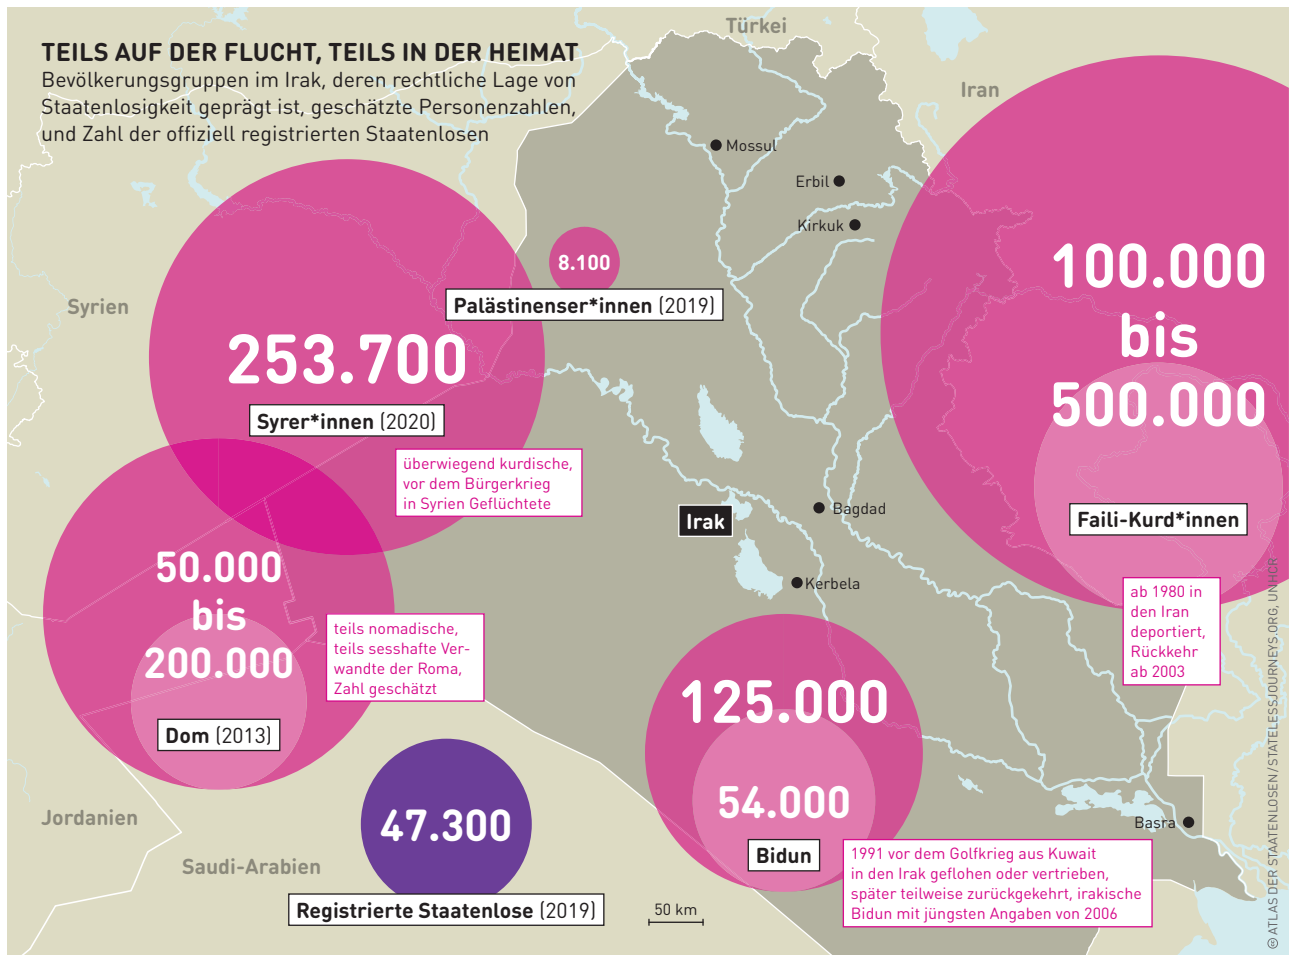 TEILS AUF DER FLUCHT, TEILS IN DER HEIMAT
Bevölkerungsgruppen im Irak, deren rechtliche Lage von
Staatenlosigkeit geprägt ist, geschätzte Personenzahlen,
und Zahl der offiziell registrierten Staatenlosen
Türkei
Iran
Mossul
Erbil
Kirkuk
8.100
Palästinenser*innen (2019)
Syrien
253.700
Syrer*innen (2020)
überwiegend kurdische,
vor dem Bürgerkrieg
in Syrien Geflüchtete
100.000
bis
500.000
Faili-Kurd*innen
ab 1980 in
den Iran
deportiert,
Rückkehr
ab 2003
Irak
Bagdad
Kerbela
50.000
bis
200.000
Dom (2013)
teils nomadische,
teils sesshafte Ver-
wandte der Roma,
Zahl geschätzt
125.000
54.000
Bidun
1991 vor dem Golfkrieg aus Kuwait
in den Irak geflohen oder vertrieben,
später teilweise zurückgekehrt, irakische
Bidun mit jüngsten Angaben von 2006
Basra
Jordanien
Saudi-Arabien
47.300
Registrierte Staatenlose (2019)
50 km
© ATLAS DER STAATENLOSEN/STATELESSJOURNEYS.ORG, UNHCR